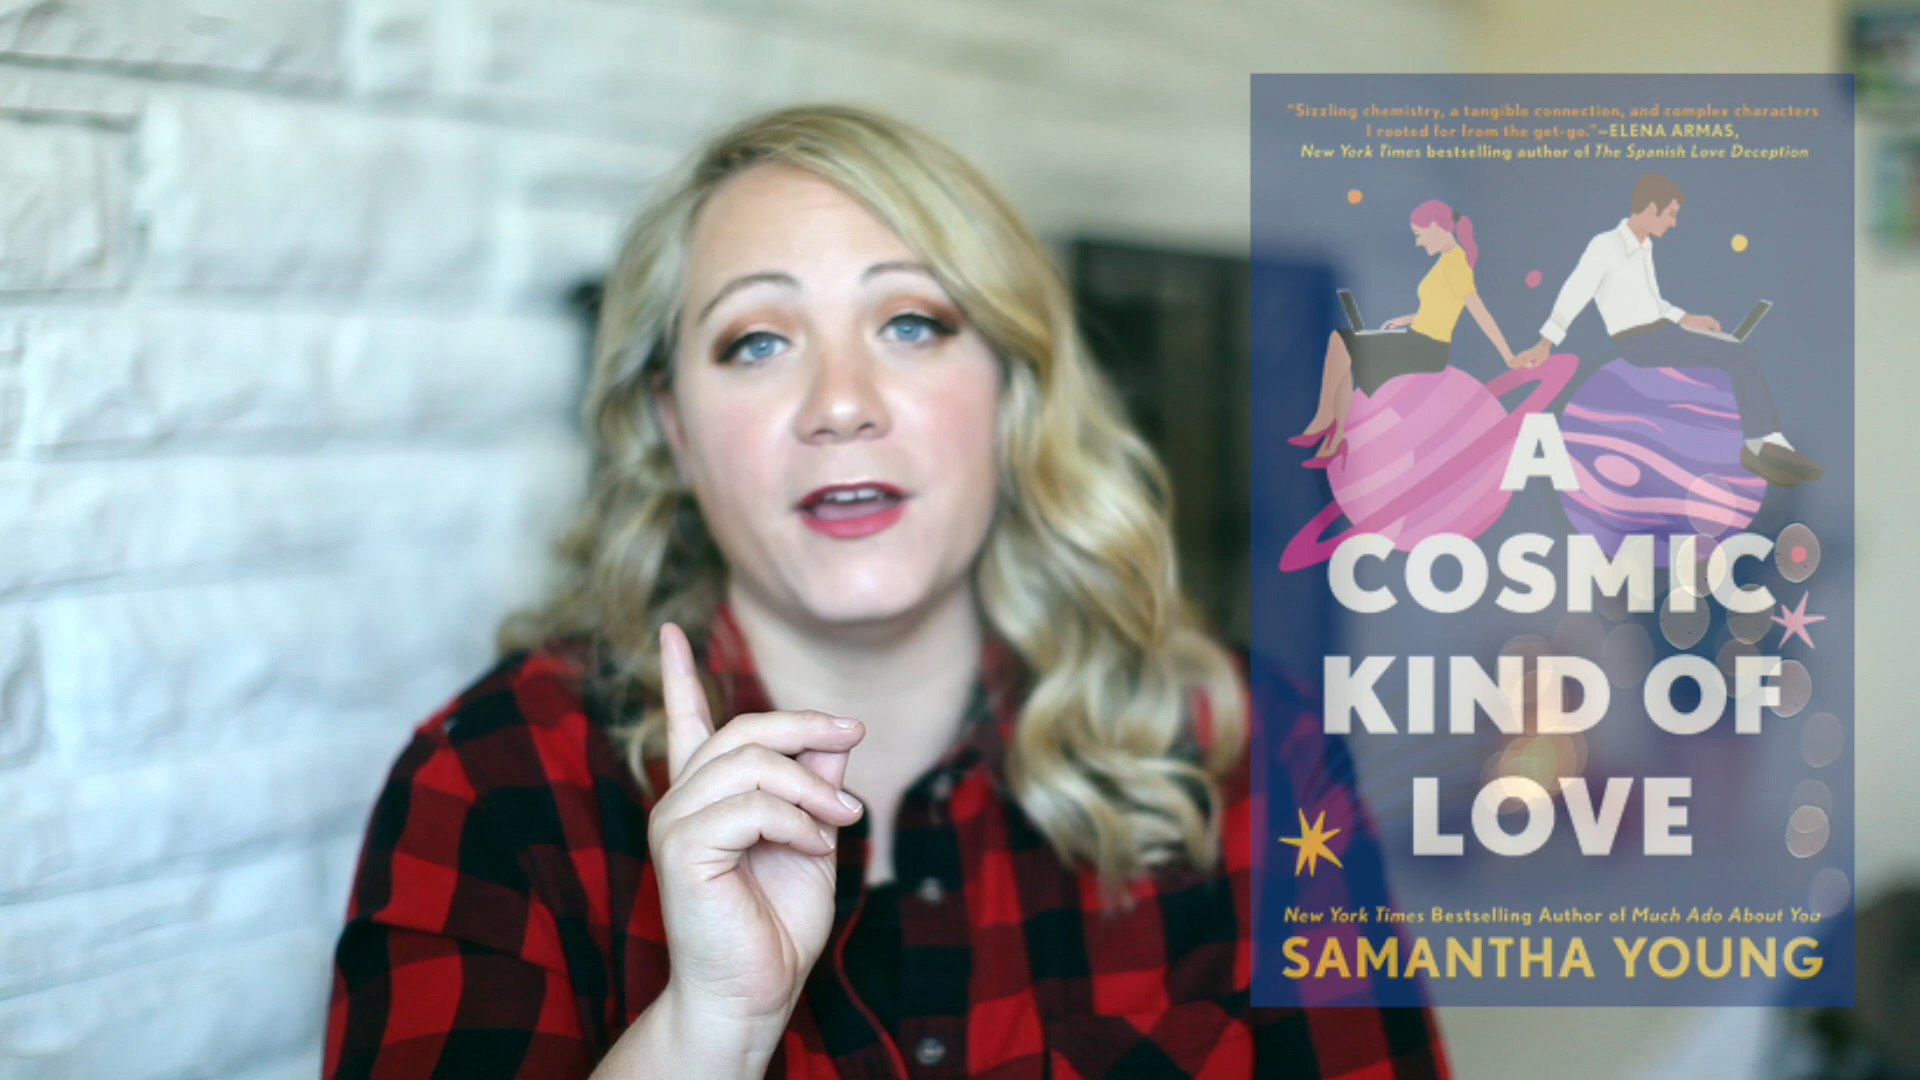 "Sizzling chemistry, a tangible connection, and complex characters
I rooted for from the get-go."—ELENA ARMAS,
New York Times bestselling author of The Spanish Love Deception
A
COSMIC
KIND OF
LOVE
New York Times Bestselling Author of Much Ado About You
SAMANTHA YOUNG